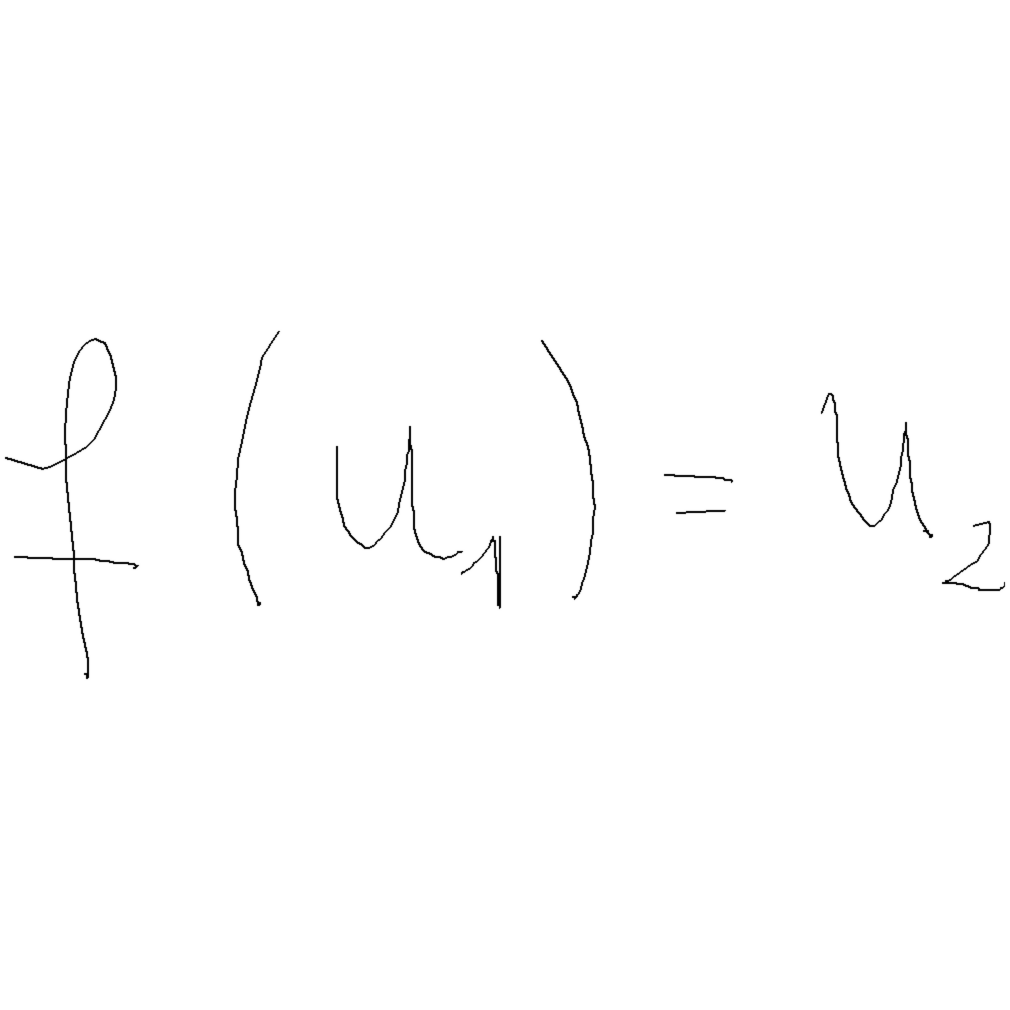 f(u₁) = u₂